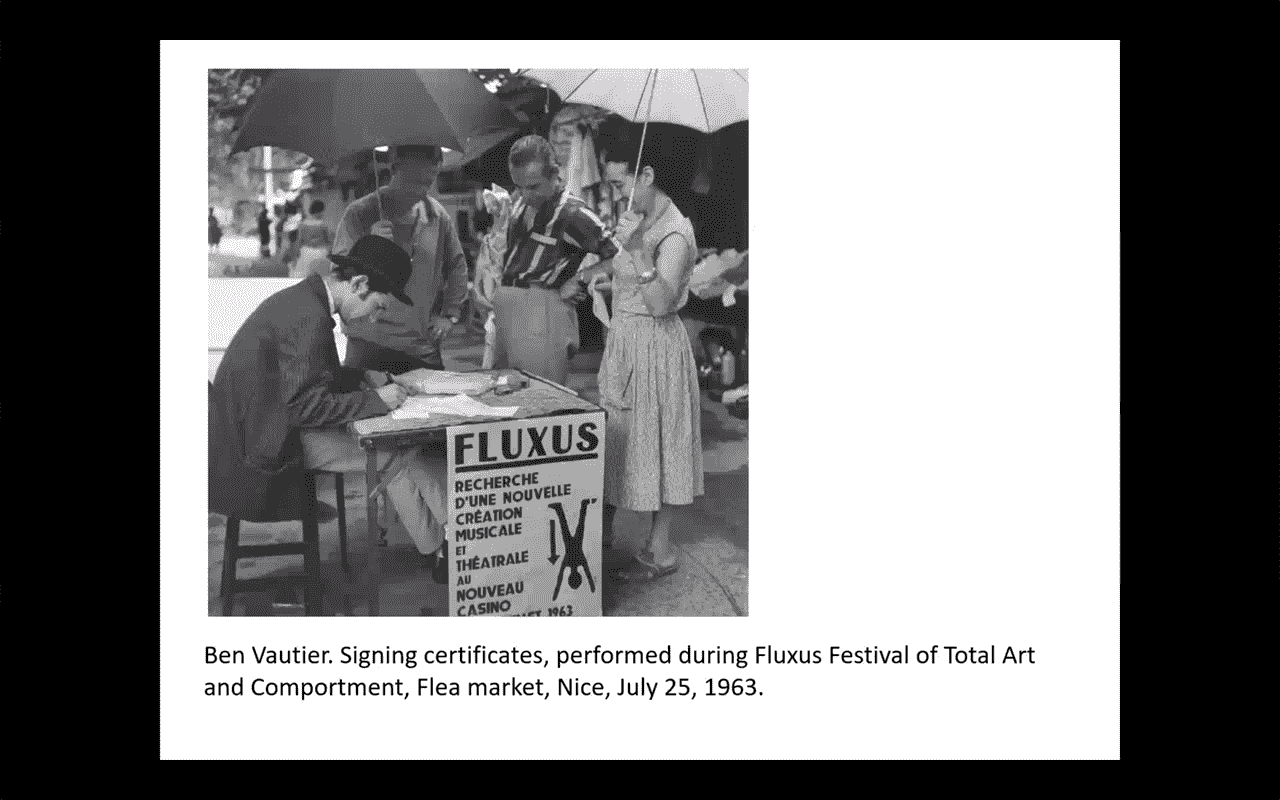 FLUXUS
RECHERCHE
D'UNE NOUVELLE
CRÉATION
MUSICALE
ET
THÉATRALE
AU
NOUVEAU
CASINO
1963
Ben Vautier. Signing certificates, performed during Fluxus Festival of Total Art
and Comportment, Flea market, Nice, July 25, 1963.